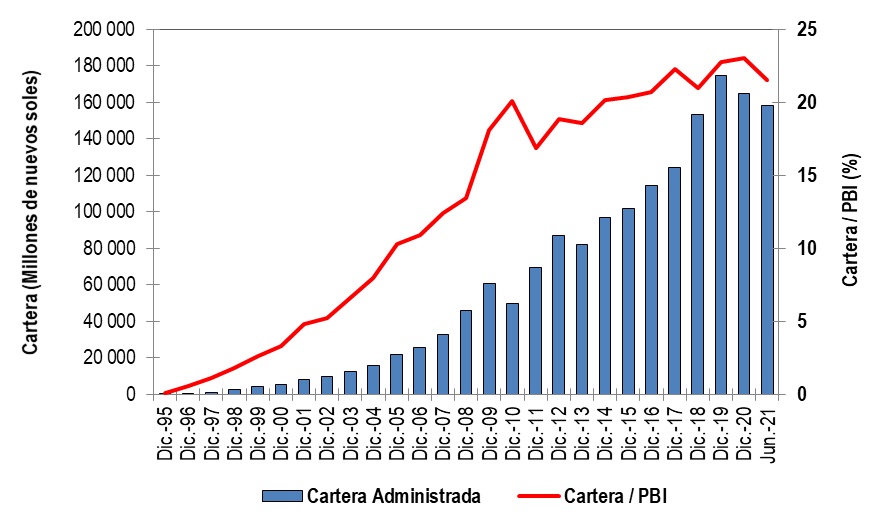 Cartera (Millones de nuevos soles)
200 000
180 000
160 000
140 000
120 000
100 000
80 000
60 000
40 000
20 000
0
25
20
15
10
5
0
Cartera / PBI (%)
Dic.-95
Dic.-96
Dic.-97
Dic.-98
Dic.-99
Dic.-00
Dic.-01
Dic.-02
Dic.-03
Dic.-04
Dic.-05
Dic.-06
Dic.-07
Dic.-08
Dic.-09
Dic.-10
Dic.-11
Dic.-12
Dic.-13
Dic.-14
Dic.-15
Dic.-16
Dic.-17
Dic.-18
Dic.-19
Dic.-20
Jun.-21
Cartera Administrada
Cartera / PBI